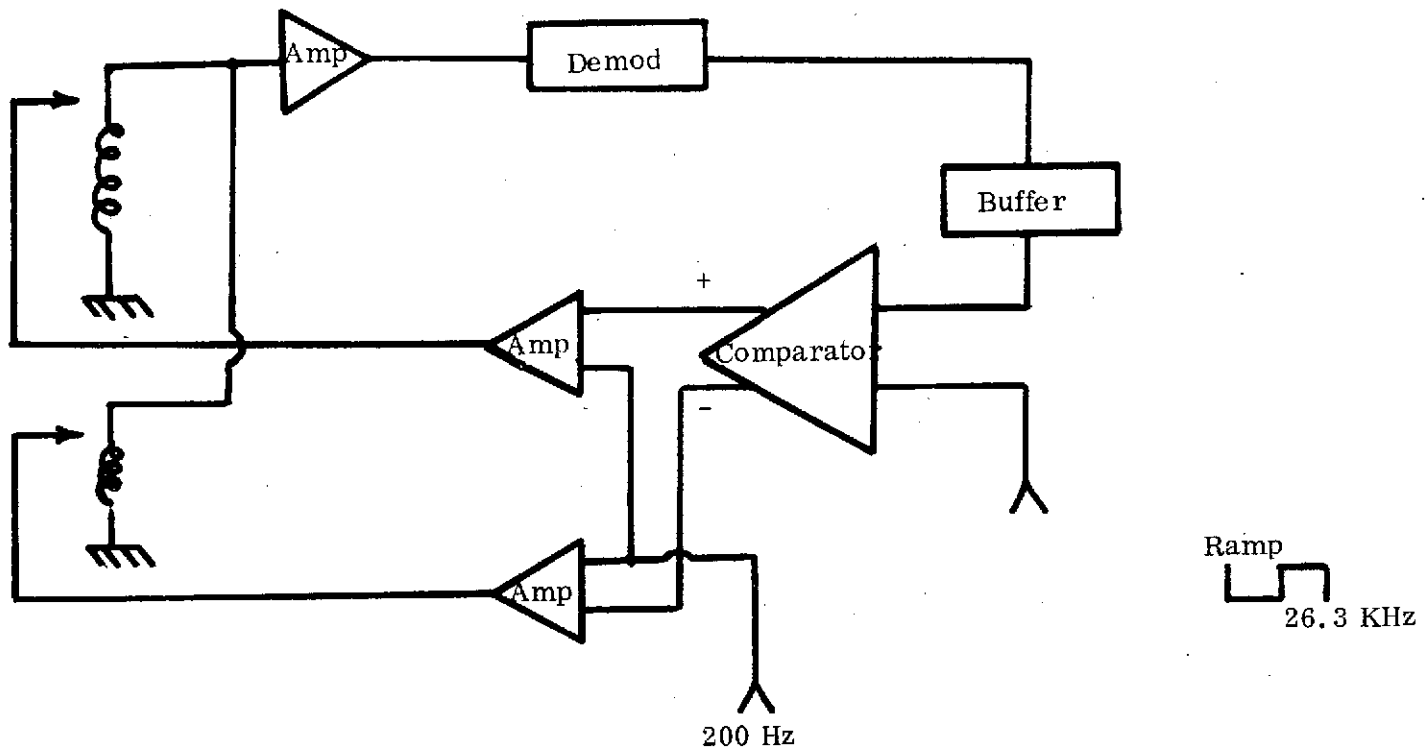 Amp
Demod
Buffer
+
Amp
Comparator
-
Amp
Ramp
26.3 KHz
200 Hz